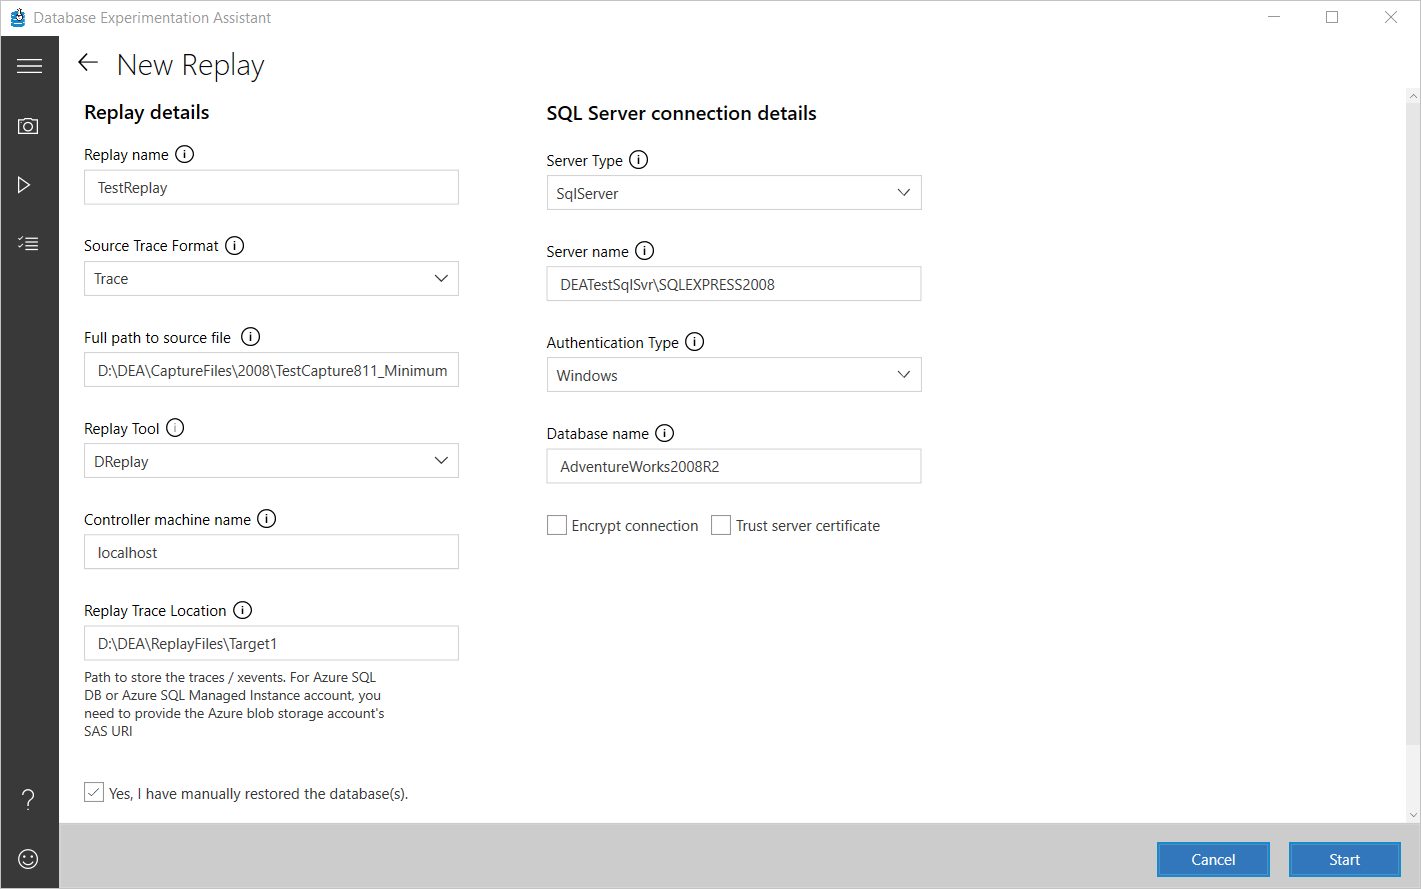 Database Experimentation Assistant
New Replay
Replay details
Replay name
TestReplay
Source Trace Format
Trace
Full path to source file
D:\DEA\CaptureFiles\2008\TestCapture811_Minimum
Replay Tool
DReplay
Controller machine name
localhost
Replay Trace Location
D:\DEA\ReplayFiles\Target1
Path to store the traces / xevents. For Azure SQL
DB or Azure SQL Managed Instance account, you
need to provide the Azure blob storage account's
SAS URI
Yes, I have manually restored the database(s).
SQL Server connection details
Server Type
SqlServer
Server name
DEATestSqlSvr\SQLEXPRESS2008
Authentication Type
Windows
Database name
AdventureWorks2008R2
Encrypt connection
Trust server certificate
Cancel
Start